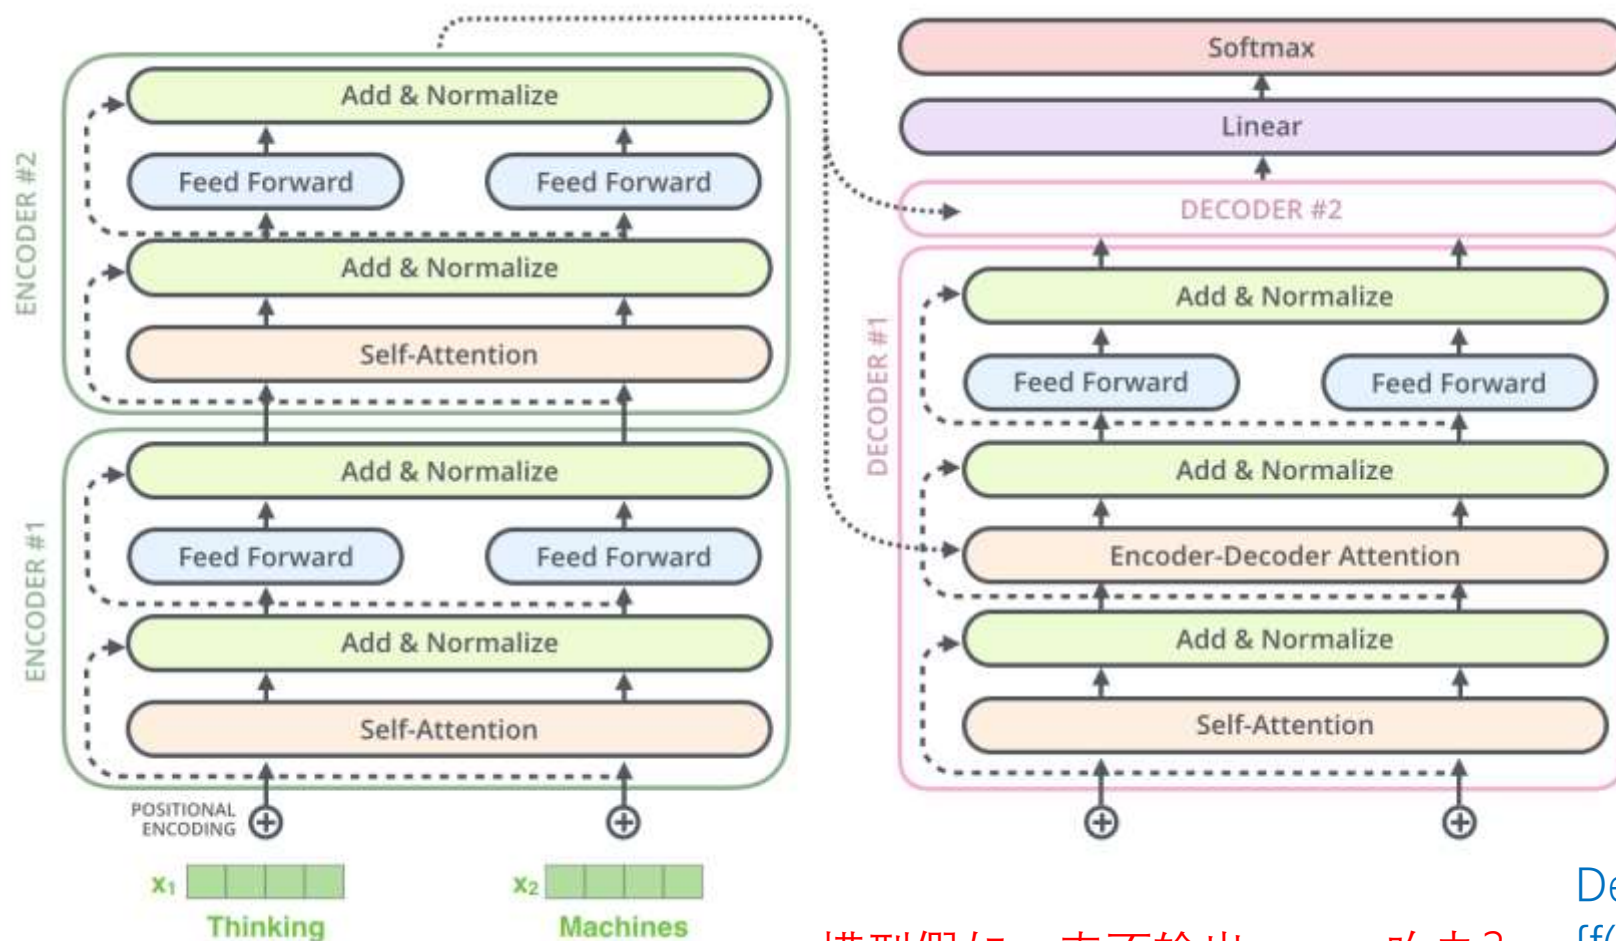 ENCODER #2
Add & Normalize
Feed Forward Feed Forward
Add & Normalize
Self-Attention
ENCODER #1
Add & Normalize
Feed Forward Feed Forward
Add & Normalize
Self-Attention
POSITIONAL
ENCODING
x₁ x₂
Thinking Machines
Softmax
Linear
DECODER #2
DECODER #1
Add & Normalize
Feed Forward Feed Forward
Add & Normalize
Encoder-Decoder Attention
Add & Normalize
Self-Attention
De